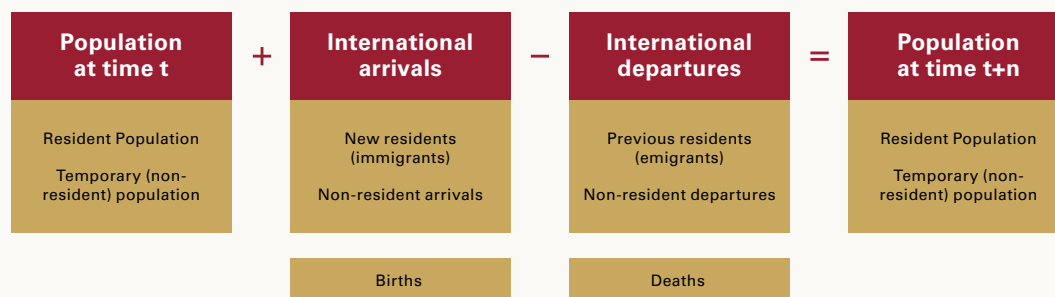 Population
at time t
+
International
arrivals
−
International
departures
=
Population
at time t+n
Resident Population
Temporary (non-
resident) population
New residents
(immigrants)
Non-resident arrivals
Previous residents
(emigrants)
Non-resident departures
Resident Population
Temporary (non-
resident) population
Births
Deaths